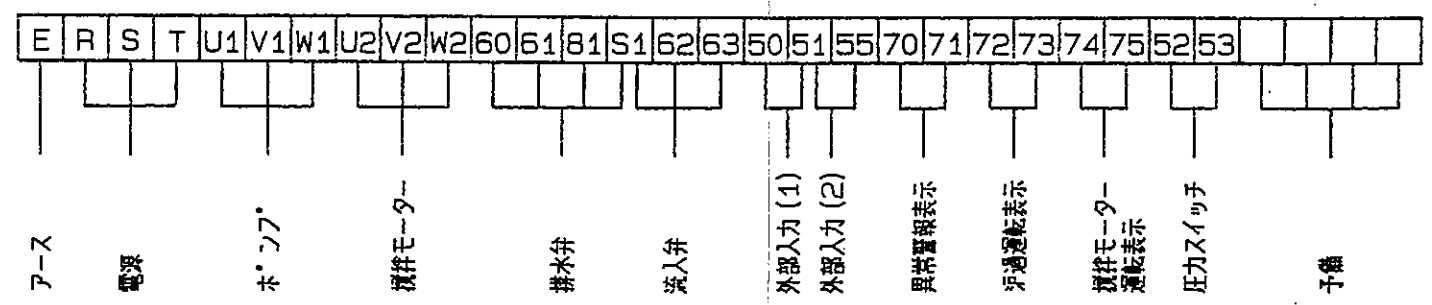 E R S T U1 V1 W1 U2 V2 W2 60 61 81 S1 62 63 50 51 55 70 71 72 73 74 75 52 53
アース
電源
ポンプ
攪拌モーター
排水弁
流入弁
外部入力(1)
外部入力(2)
異常警報表示
沪過運転表示
攪拌モーター
運転表示
圧力スイッチ
予備